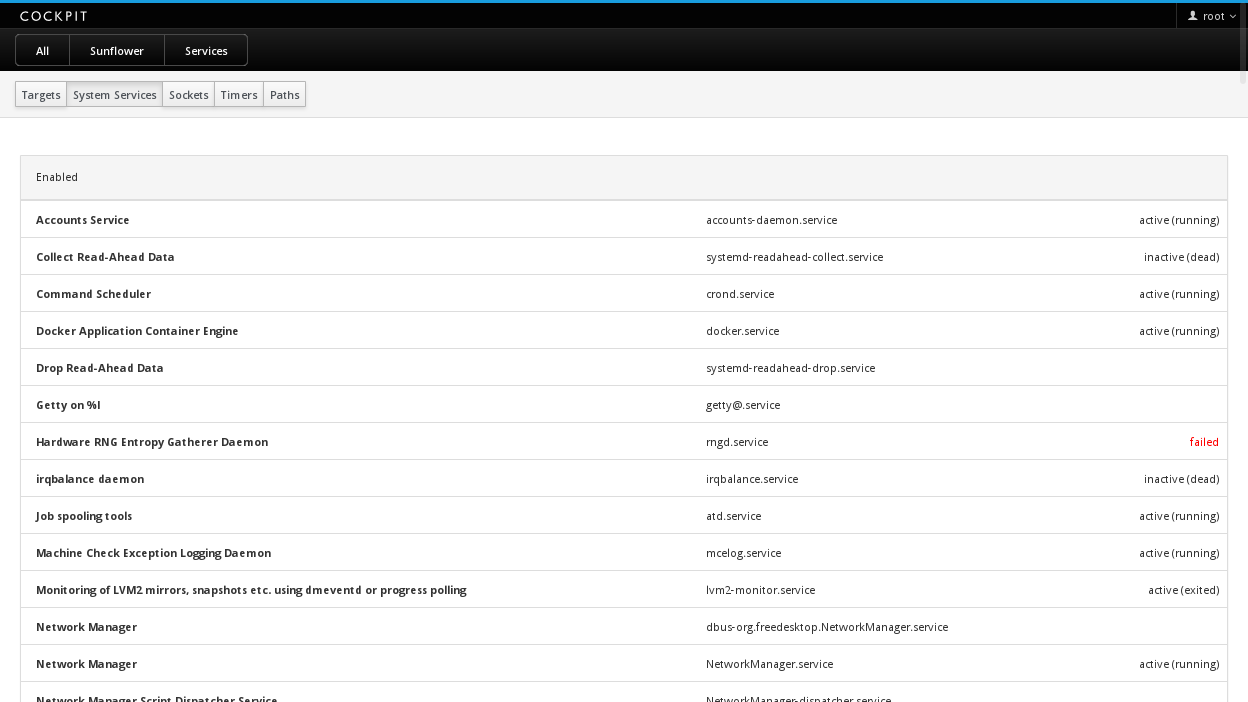 COCKPIT
root
All Sunflower Services
Targets System Services Sockets Timers Paths
Enabled
Accounts Service accounts-daemon.service active (running)
Collect Read-Ahead Data systemd-readahead-collect.service inactive (dead)
Command Scheduler crond.service active (running)
Docker Application Container Engine docker.service active (running)
Drop Read-Ahead Data systemd-readahead-drop.service
Getty on %I getty@.service
Hardware RNG Entropy Gatherer Daemon rngd.service failed
irqbalance daemon irqbalance.service inactive (dead)
Job spooling tools atd.service active (running)
Machine Check Exception Logging Daemon mcelog.service active (running)
Monitoring of LVM2 mirrors, snapshots etc. using dmeventd or progress polling lvm2-monitor.service active (exited)
Network Manager dbus-org.freedesktop.NetworkManager.service
Network Manager NetworkManager.service active (running)
Network Manager Script Dispatcher Service NetworkManager-dispatcher.service